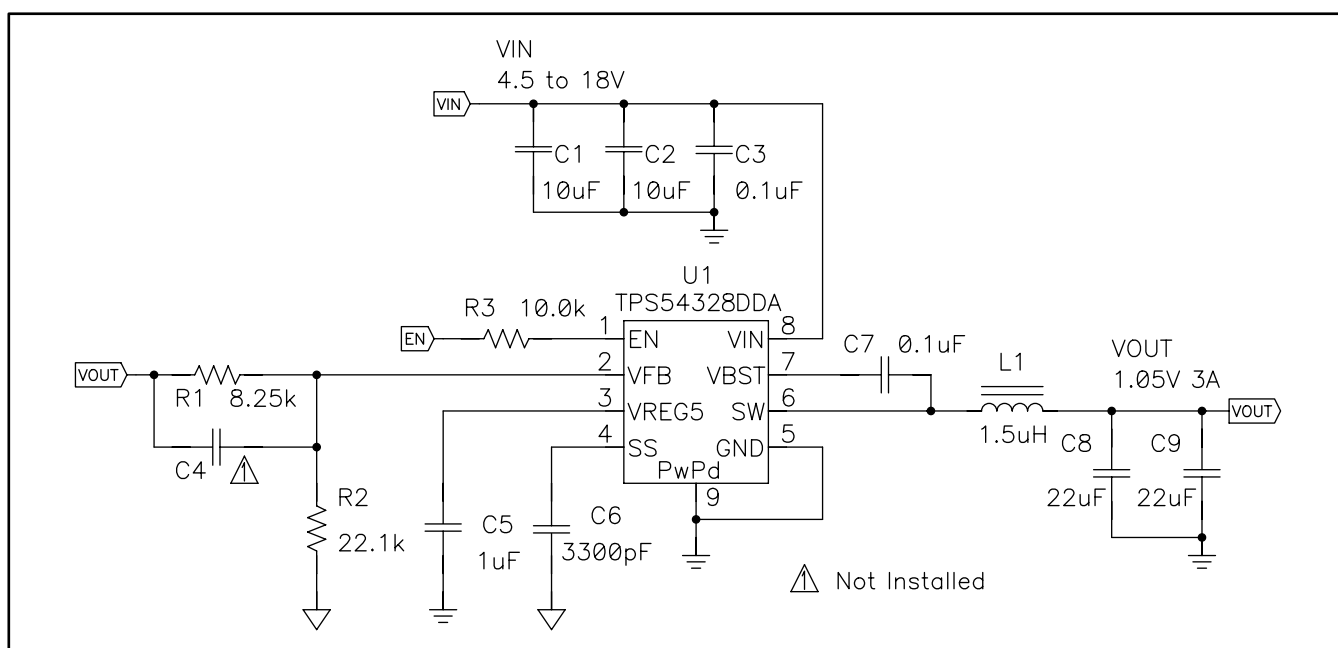 VIN
4.5 to 18V
VIN
C1
C2
C3
10uF
10uF
0.1uF
U1
TPS54328DDA
R3 10.0k
EN
1
EN
VIN
8
C7
0.1uF
VOUT
R1
8.25k
2
VFB
VBST
7
L1
VOUT
1.05V 3A
3
VREG5
SW
6
1.5uH
VOUT
C4
1
4
SS
GND
5
C8
C9
PwPd
9
22uF
22uF
R2
22.1k
C5
1uF
C6
3300pF
1 Not Installed